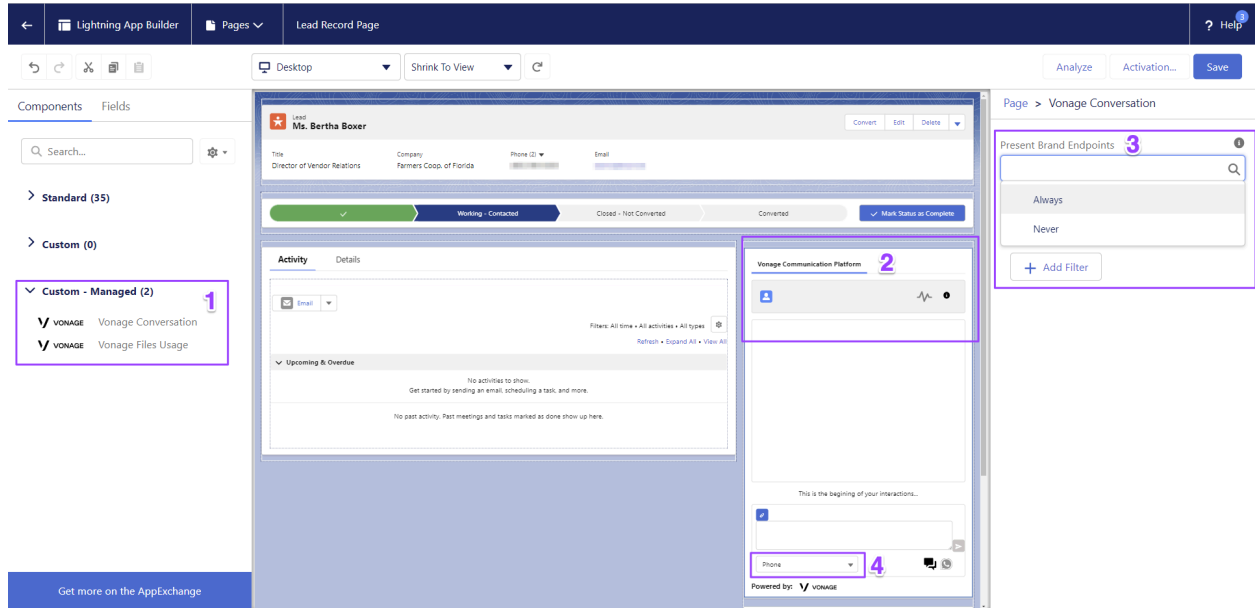 Lightning App Builder
Pages
Lead Record Page
3
? Help
Desktop
Shrink To View
Analyze
Activation...
Save
Components
Fields
Search...
Standard (35)
Custom (0)
Custom - Managed (2)
1
VONAGE Vonage Conversation
VONAGE Vonage Files Usage
Get more on the AppExchange
Lead
Ms. Bertha Boxer
Convert
Edit
Delete
Title
Company
Phone (2)
Email
Director of Vendor Relations
Farmers Coop. of Florida
Working - Contacted
Closed - Not Converted
Converted
Mark Status as Complete
Activity
Details
Email
Filters: All time • All activities • All types
Refresh • Expand All • View All
Upcoming & Overdue
No activities to show.
Get started by sending an email, scheduling a task, and more.
No past activity. Past meetings and tasks marked as done show up here.
Vonage Communication Platform
2
This is the begining of your interactions...
Phone
4
Powered by: VONAGE
Page > Vonage Conversation
Present Brand Endpoints
3
Always
Never
+ Add Filter